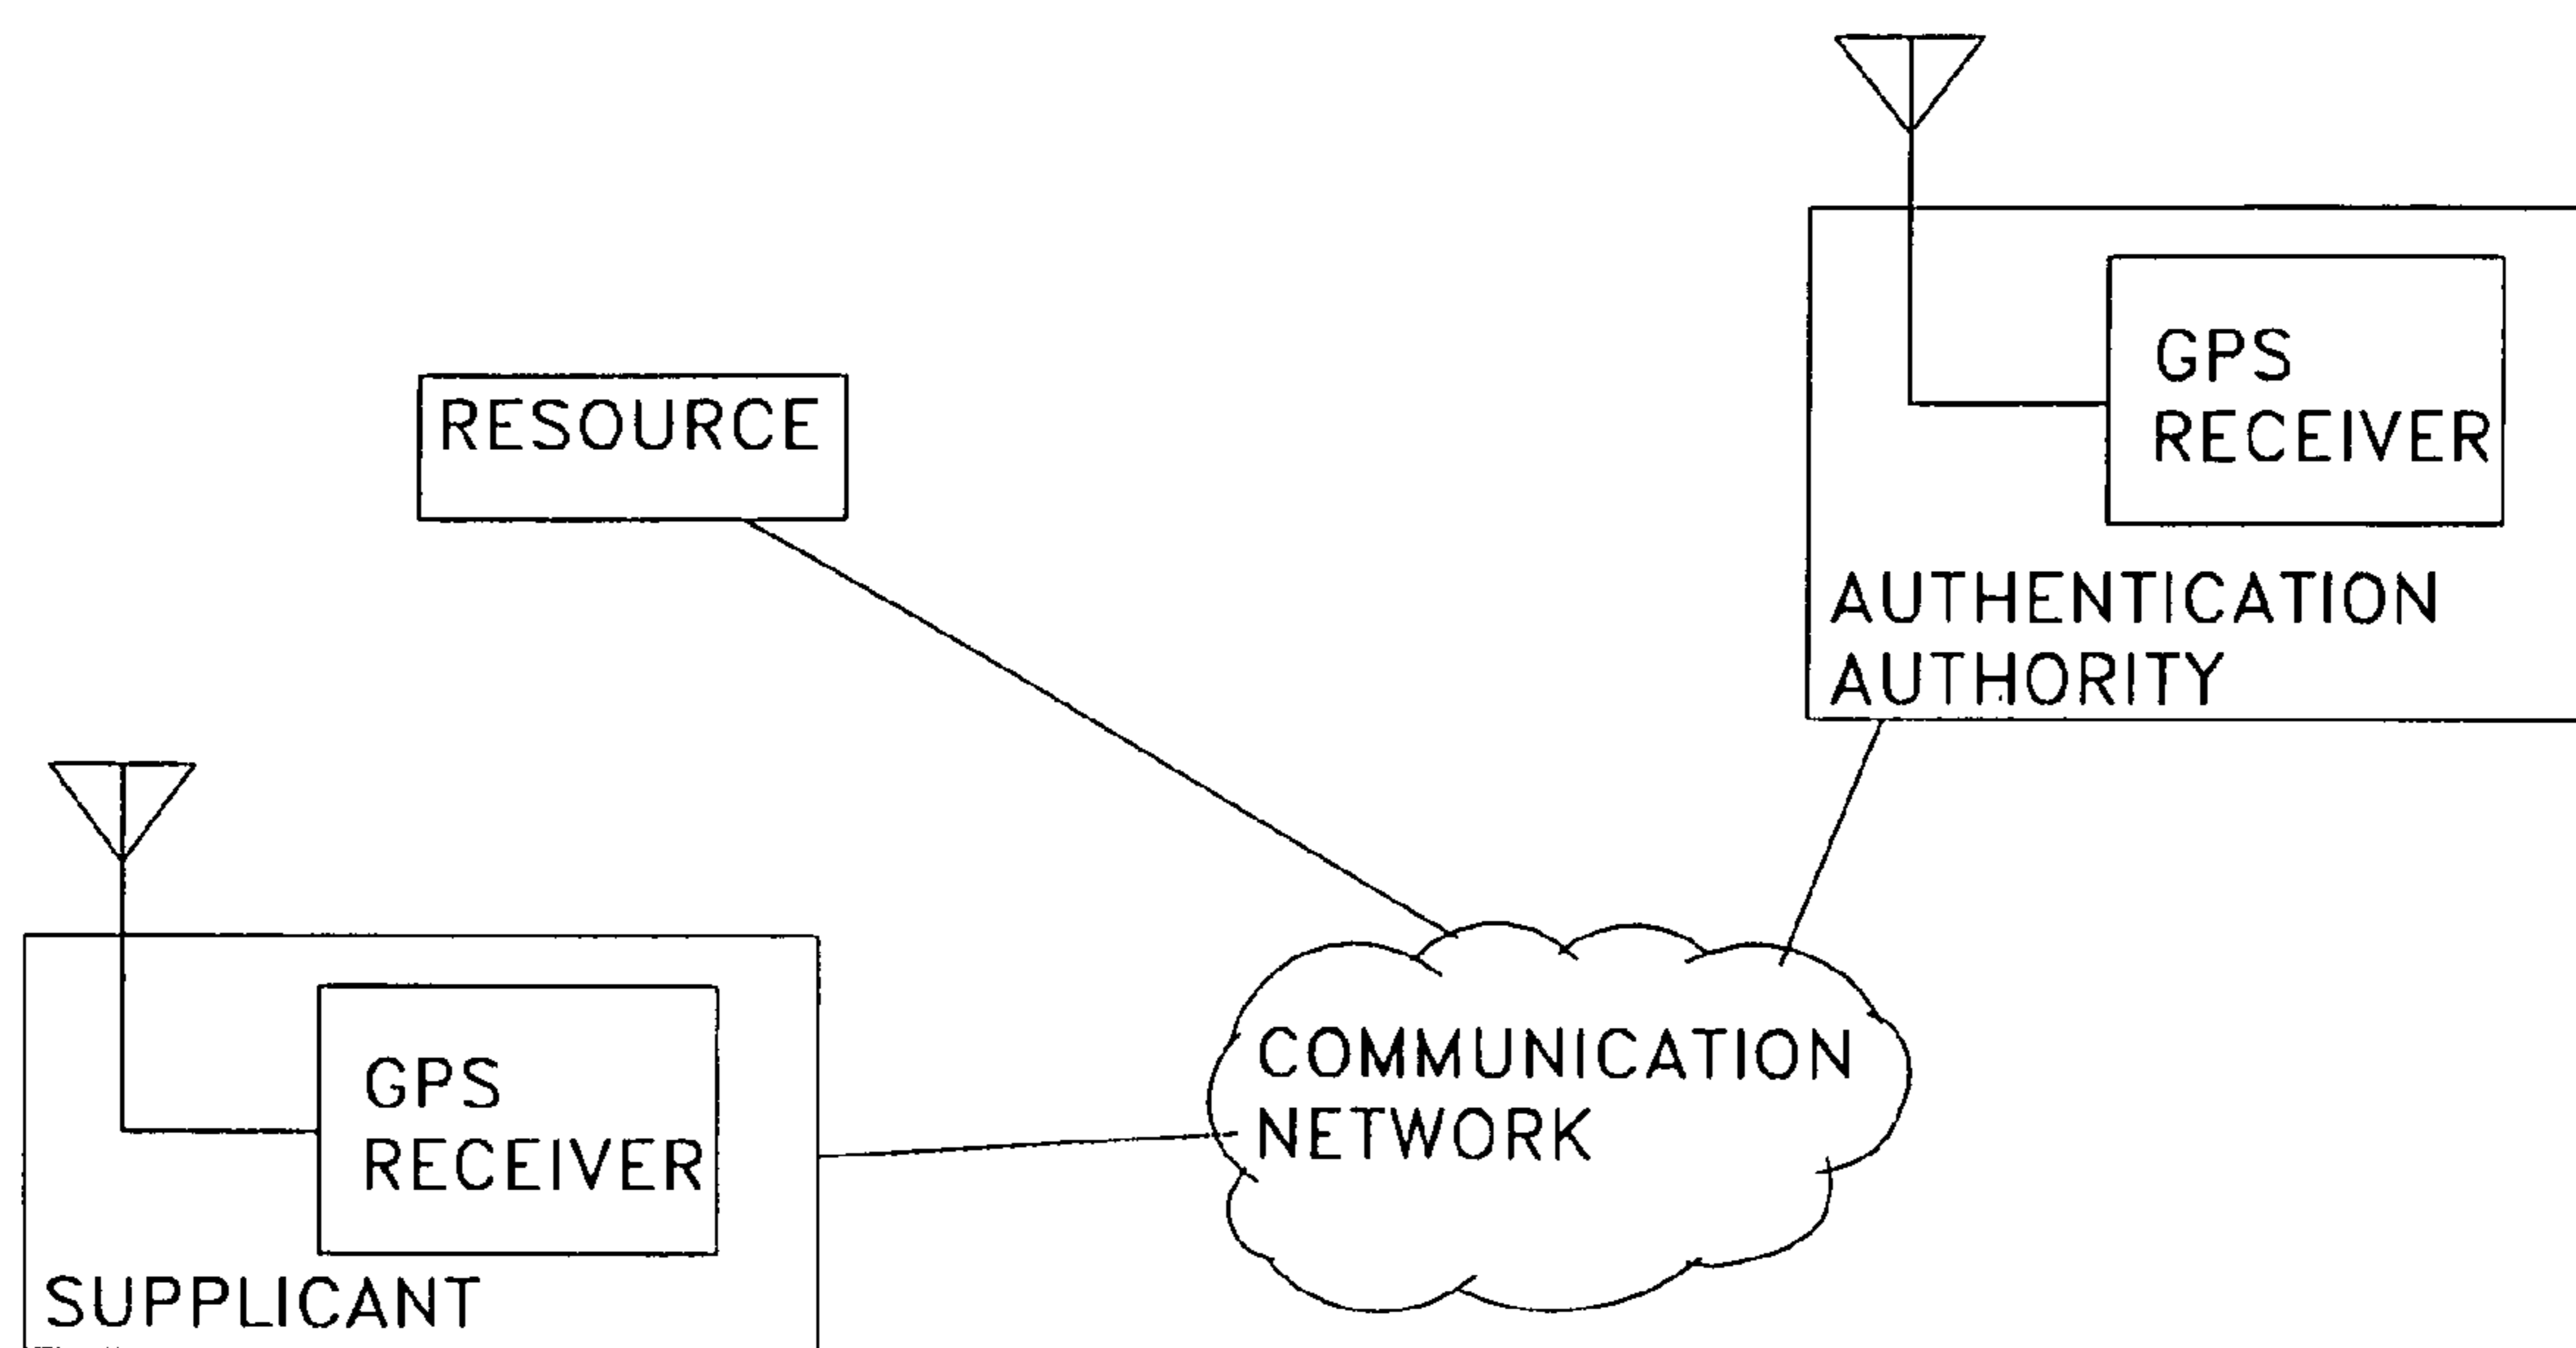 GPS
RECEIVER
RESOURCE
AUTHENTICATION
AUTHORITY
COMMUNICATION
NETWORK
GPS
RECEIVER
SUPPLICANT